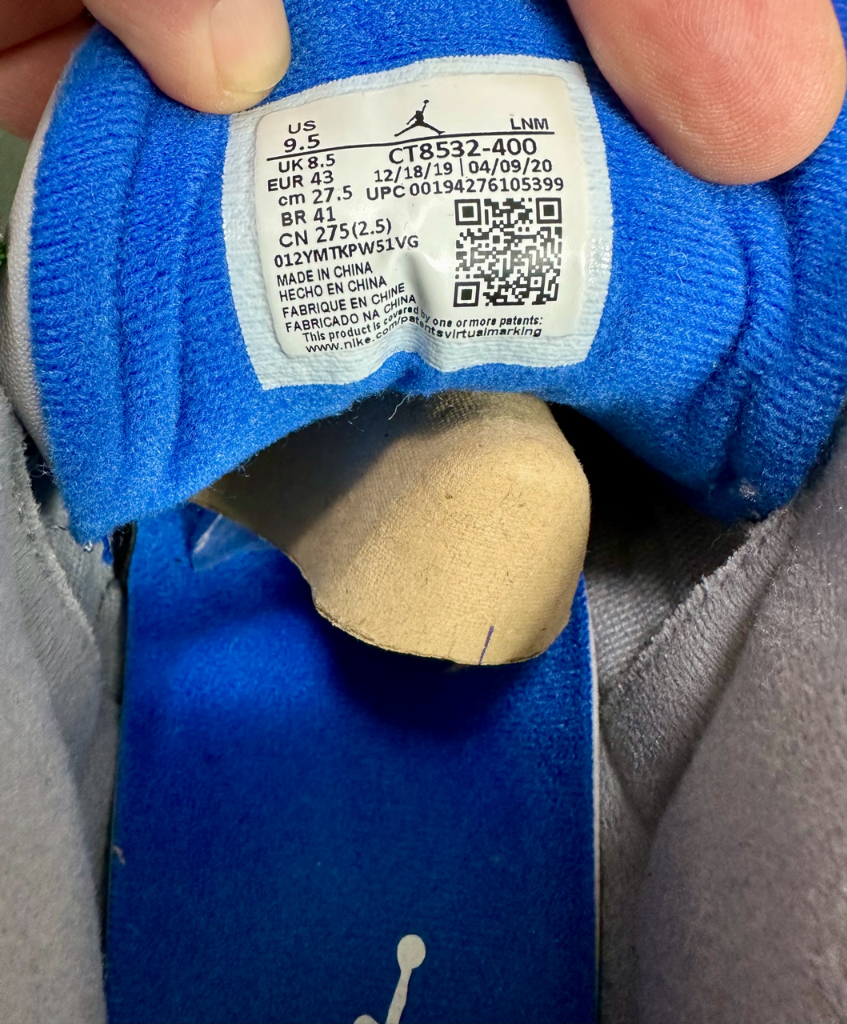 US
9.5
LNM
UK 8.5
CT8532-400
EUR 43
12/18/19 | 04/09/20
cm 27.5
UPC 00194276105399
BR 41
CN 275(2.5)
012YMTKPW51VG
MADE IN CHINA
HECHO EN CHINA
FABRIQUE EN CHINE
FABRICADO NA CHINA
This product is covered by one or more patents:
www.nike.com/patentsvirtualmarking